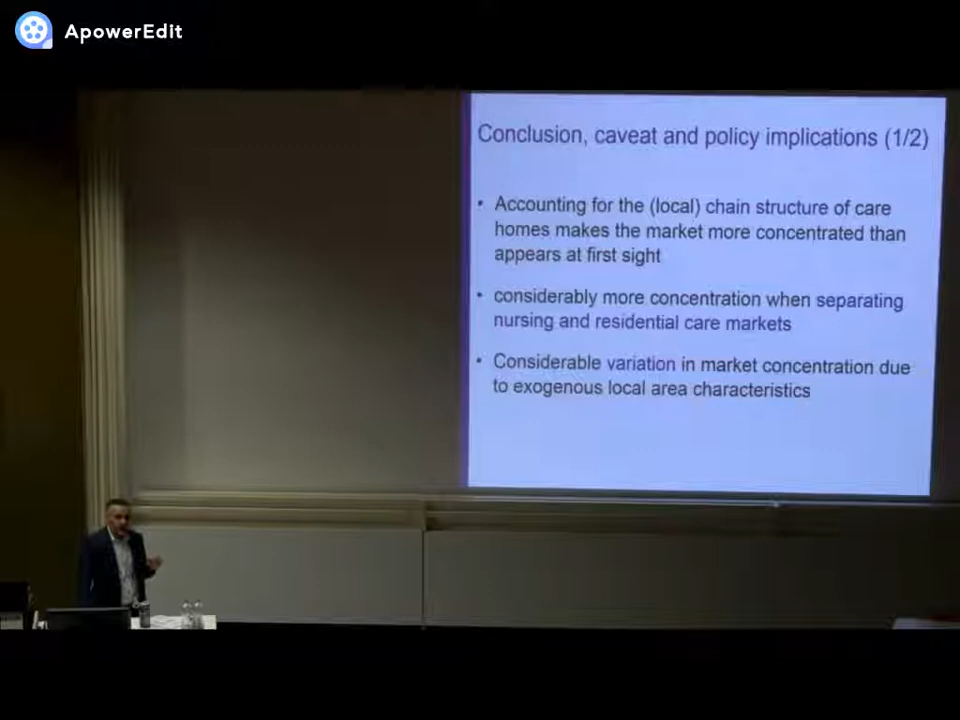 ApowerEdit
Conclusion, caveat and policy implications (1/2)
• Accounting for the (local) chain structure of care
homes makes the market more concentrated than
appears at first sight
• considerably more concentration when separating
nursing and residential care markets
• Considerable variation in market concentration due
to exogenous local area characteristics